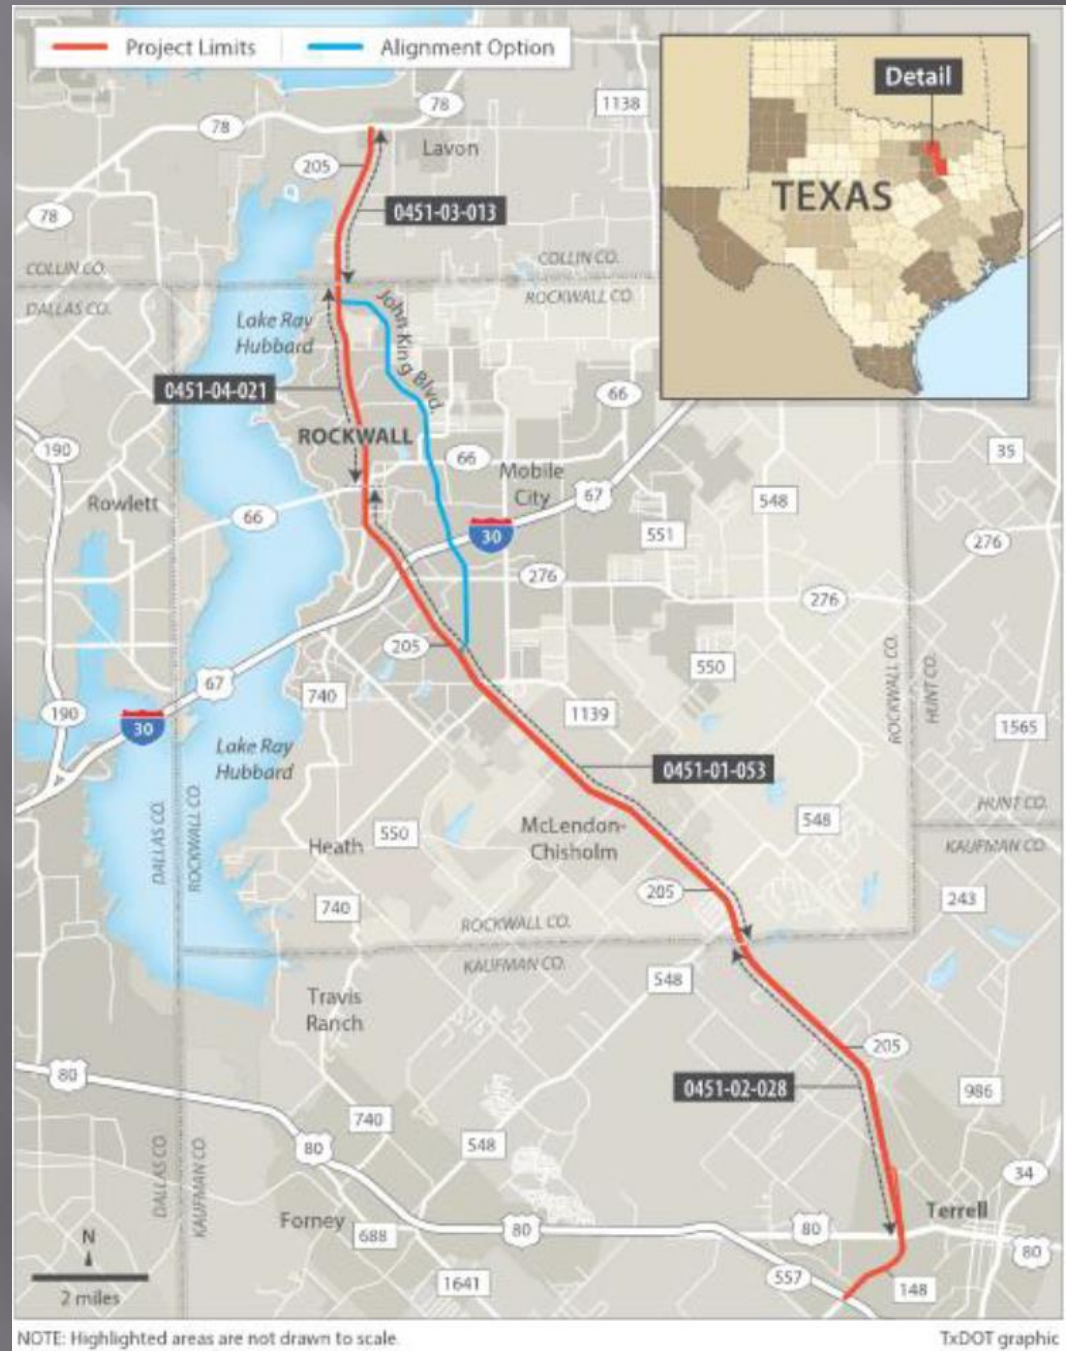 Project Limits
Alignment Option
Detail
TEXAS
78
1138
78
Lavon
205
0451-03-013
78
COLLIN CO.
COLLIN CO.
DALLAS CO.
ROCKWALL CO.
John King Blvd
Lake Ray
Hubbard
0451-04-021
66
ROCKWALL
190
66
35
Mobile
City
67
548
Rowlett
66
30
551
276
276
276
205
ROCKWALL CO.
HUNT CO.
67
740
550
190
30
1139
1565
Lake Ray
Hubbard
0451-01-053
DALLAS CO.
ROCKWALL CO.
HUNT CO.
550
McLendon-
Chisholm
548
KAUFMAN CO.
Heath
205
243
740
ROCKWALL CO.
KAUFMAN CO.
548
Travis
Ranch
205
80
0451-02-028
986
740
548
80
DALLAS CO
KAUFMAN CO.
34
Forney
688
80
80
Terrell
80
N
557
148
1641
2 miles
NOTE: Highlighted areas are not drawn to scale.
TxDOT graphic